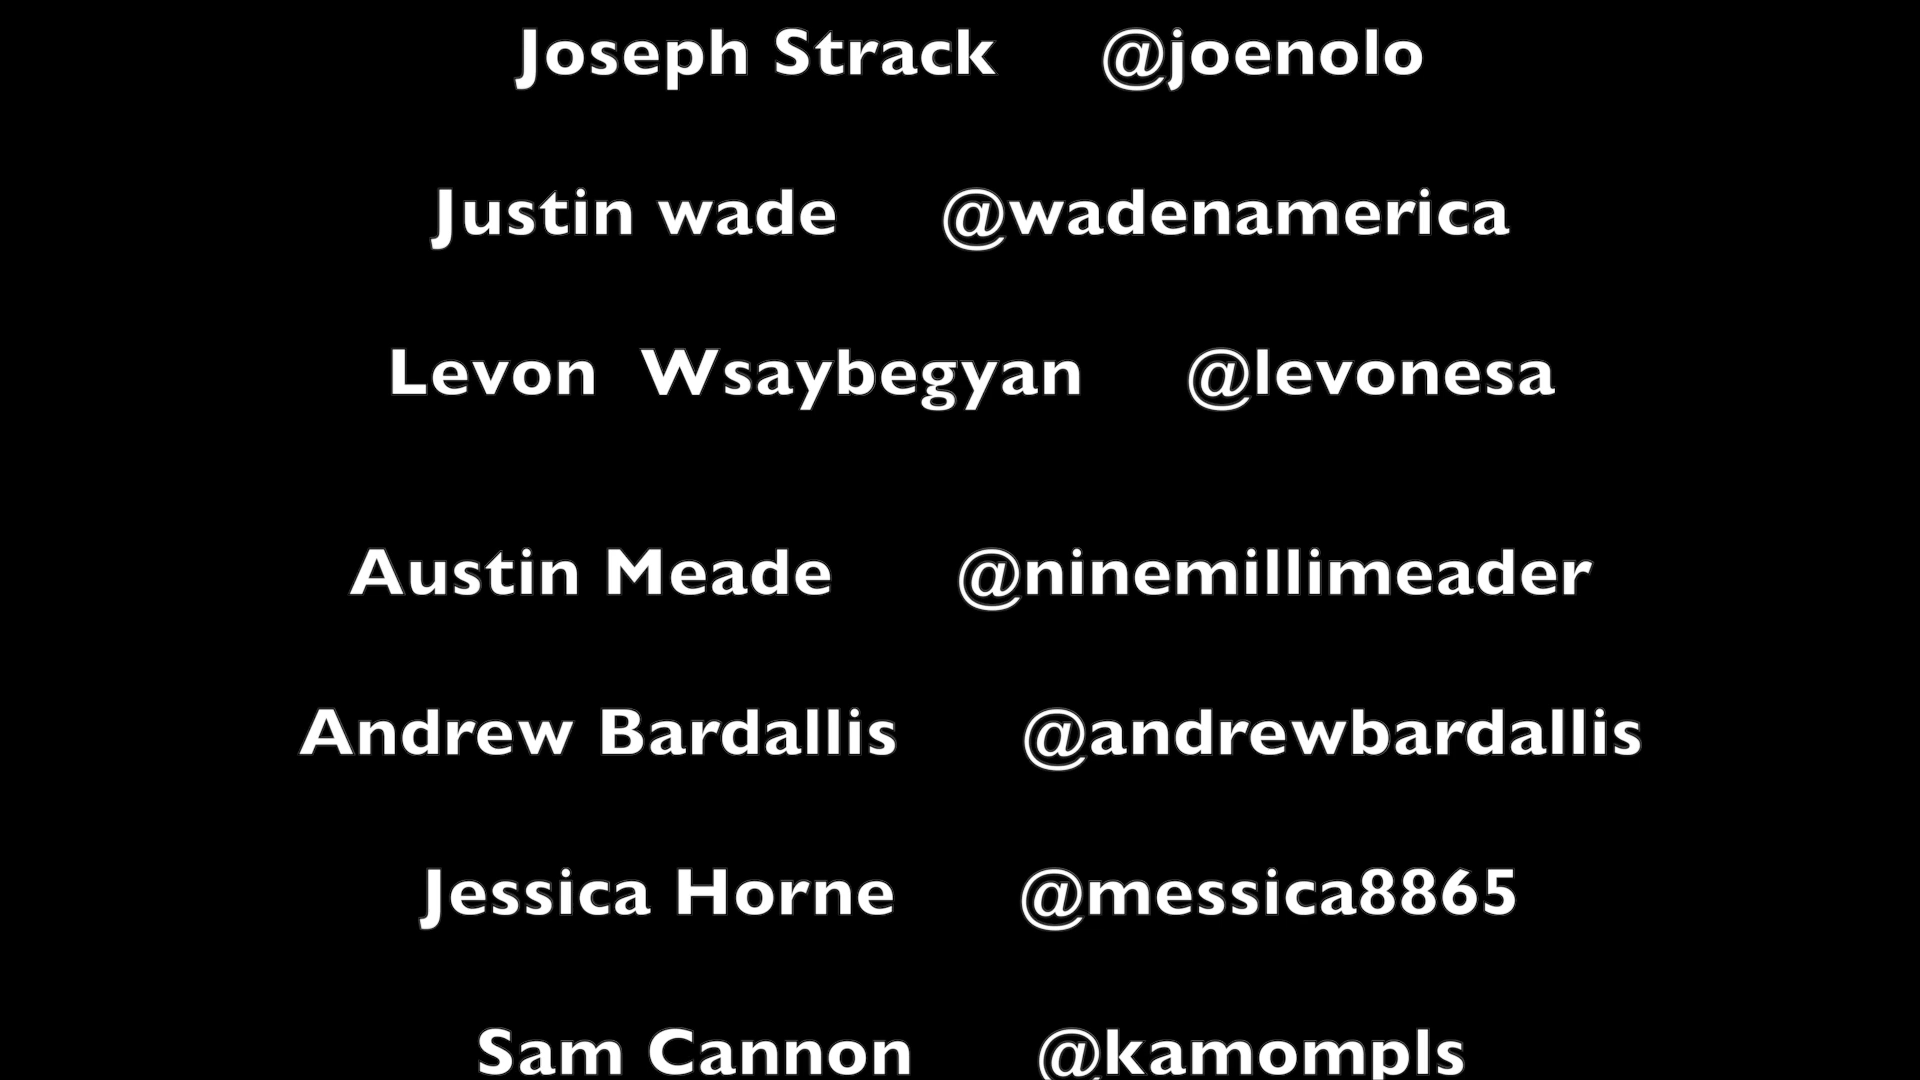 Joseph Strack @joenolo
Justin wade @wadenamerica
Levon Wsaybegyan @levonesa
Austin Meade @ninemillimeader
Andrew Bardallis @andrewbardallis
Jessica Horne @messica8865
Sam Cannon @kamompls